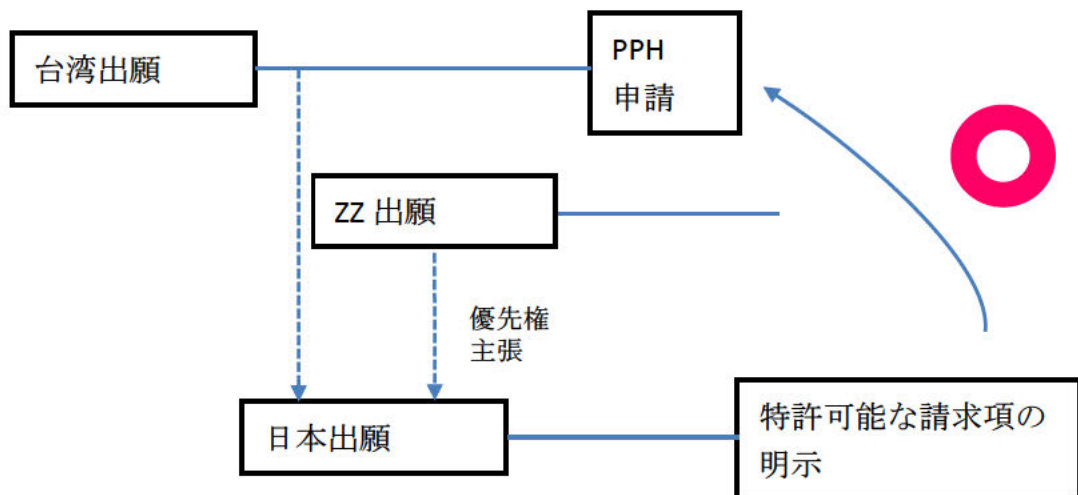 台湾出願
PPH
申請
ZZ 出願
優先権
主張
日本出願
特許可能な請求項の
明示